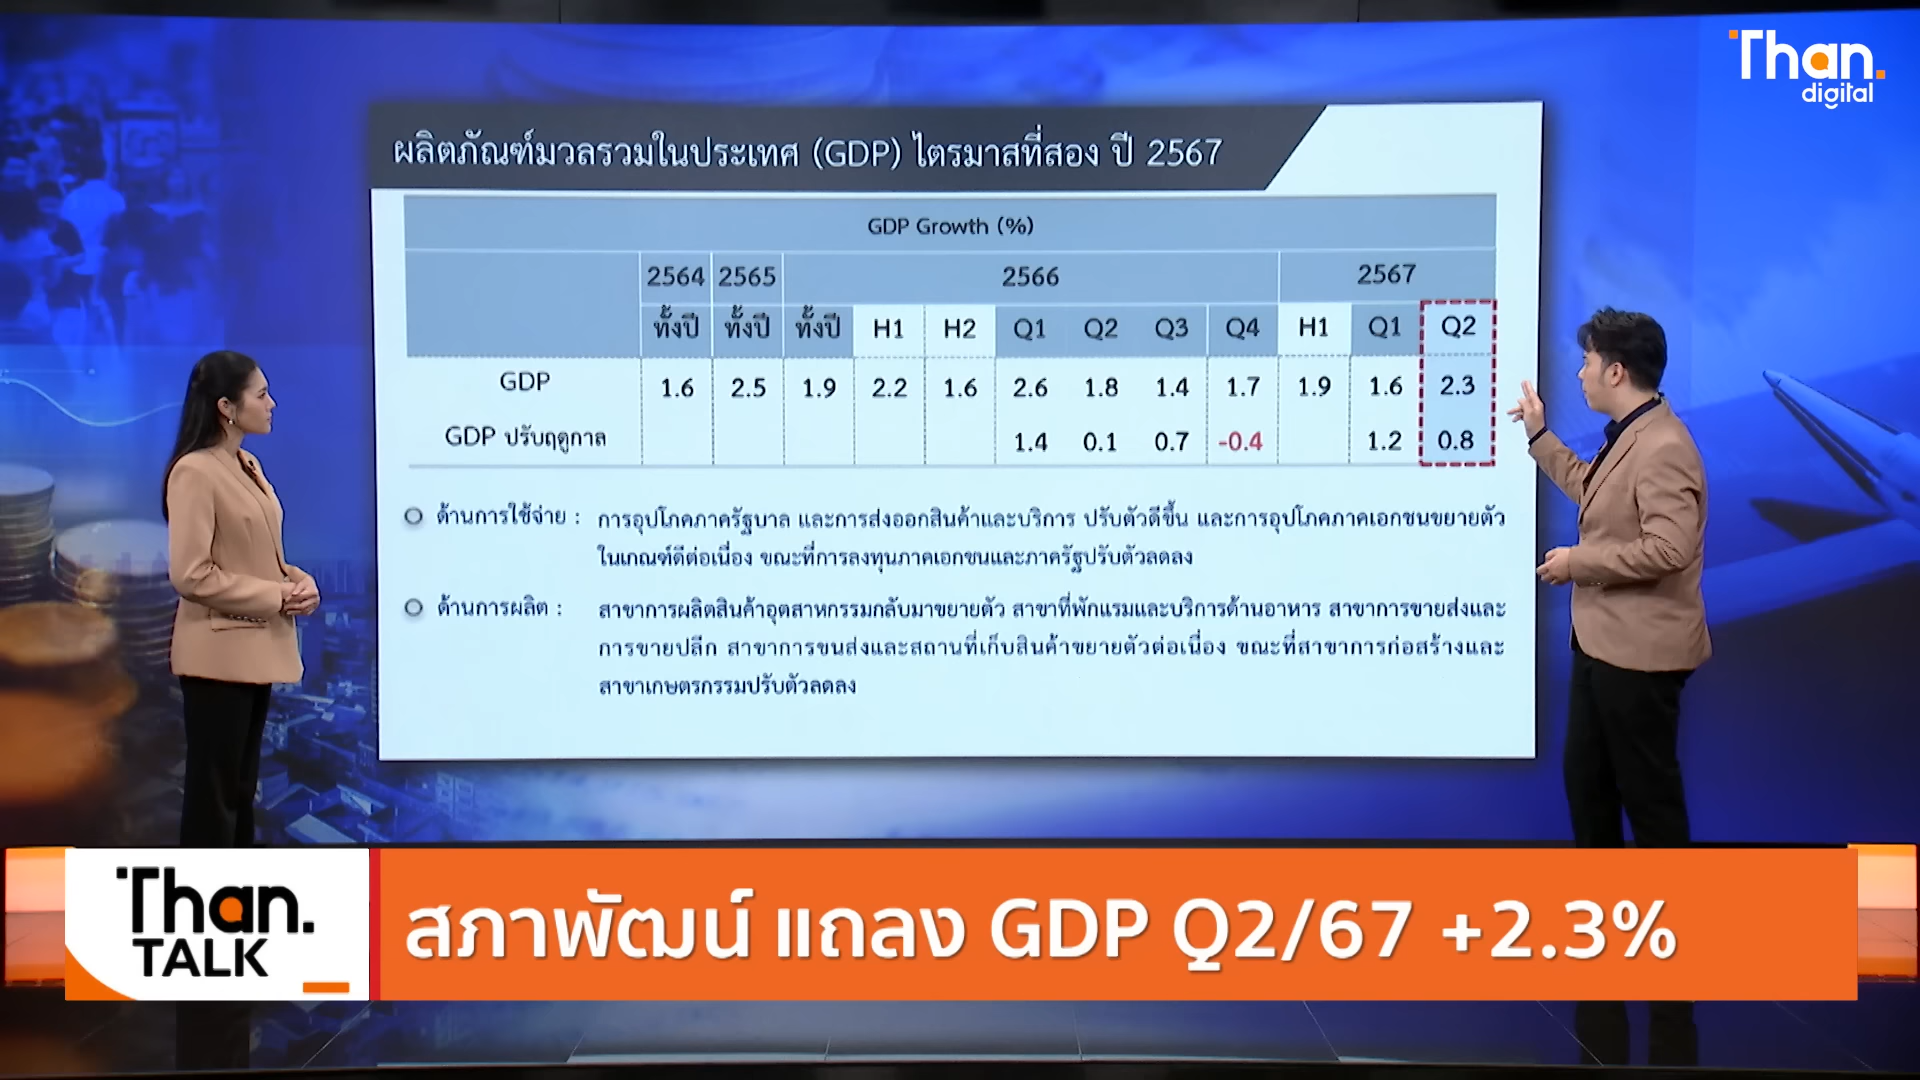 Than.
digital
ผลิตภัณฑ์มวลรวมในประเทศ (GDP) ไตรมาสที่สอง ปี 2567
GDP Growth (%)
2564 2565 2566 2567
ทั้งปี ทั้งปี ทั้งปี H1 H2 Q1 Q2 Q3 Q4 H1 Q1 Q2
GDP 1.6 2.5 1.9 2.2 1.6 2.6 1.8 1.4 1.7 1.9 1.6 2.3
GDP ปรับฤดูกาล 1.4 0.1 0.7 -0.4 1.2 0.8
ด้านการใช้จ่าย : การอุปโภคภาครัฐบาล และการส่งออกสินค้าและบริการ ปรับตัวดีขึ้น และการอุปโภคภาคเอกชนขยายตัว
ในเกณฑ์ดีต่อเนื่อง ขณะที่การลงทุนภาคเอกชนและภาครัฐปรับตัวลดลง
ด้านการผลิต : สาขาการผลิตสินค้าอุตสาหกรรมกลับมาขยายตัว สาขาที่พักแรมและบริการด้านอาหาร สาขาการขายส่งและ
การขายปลีก สาขาการขนส่งและสถานที่เก็บสินค้าขยายตัวต่อเนื่อง ขณะที่สาขาการก่อสร้างและ
สาขาเกษตรกรรมปรับตัวลดลง
Than.
TALK
สภาพัฒน์ แถลง GDP Q2/67 +2.3%